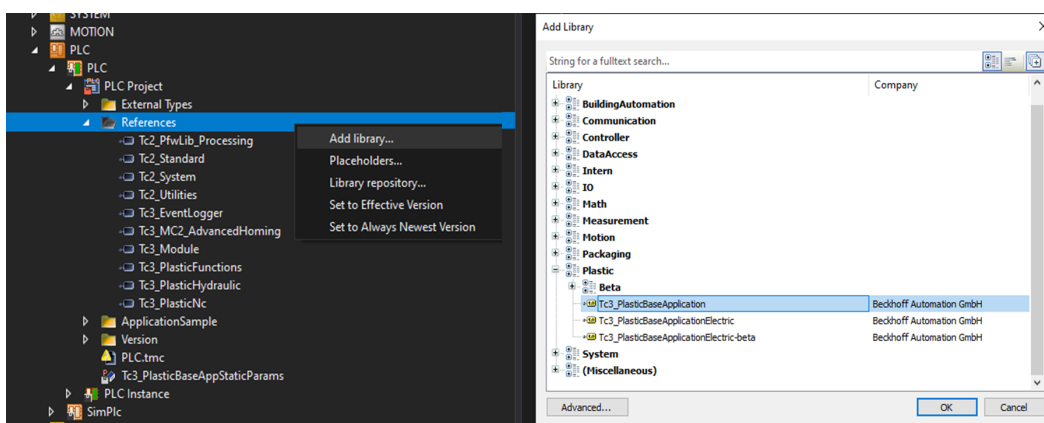 SYSTEM
MOTION
PLC
PLC
PLC Project
External Types
References
Tc2_PfwLib_Processing
Tc2_Standard
Tc2_System
Tc2_Utilities
Tc3_EventLogger
Tc3_MC2_AdvancedHoming
Tc3_Module
Tc3_PlasticFunctions
Tc3_PlasticHydraulic
Tc3_PlasticNc
ApplicationSample
Version
PLC.tmc
Tc3_PlasticBaseAppStaticParams
PLC Instance
SimPlc
Add library...
Placeholders...
Library repository...
Set to Effective Version
Set to Always Newest Version
Add Library
String for a fulltext search...
Library Company
BuildingAutomation
Communication
Controller
DataAccess
Intern
IO
Math
Measurement
Motion
Packaging
Plastic
Beta
Tc3_PlasticBaseApplication Beckhoff Automation GmbH
Tc3_PlasticBaseApplicationElectric Beckhoff Automation GmbH
Tc3_PlasticBaseApplicationElectric-beta Beckhoff Automation GmbH
System
(Miscellaneous)
Advanced... OK Cancel